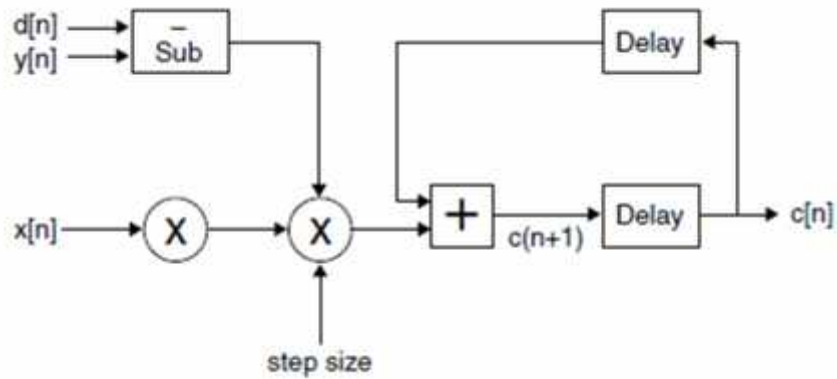 d[n]
y[n]
−
Sub
Delay
x[n]
X
X
+
c(n+1)
Delay
c[n]
step size